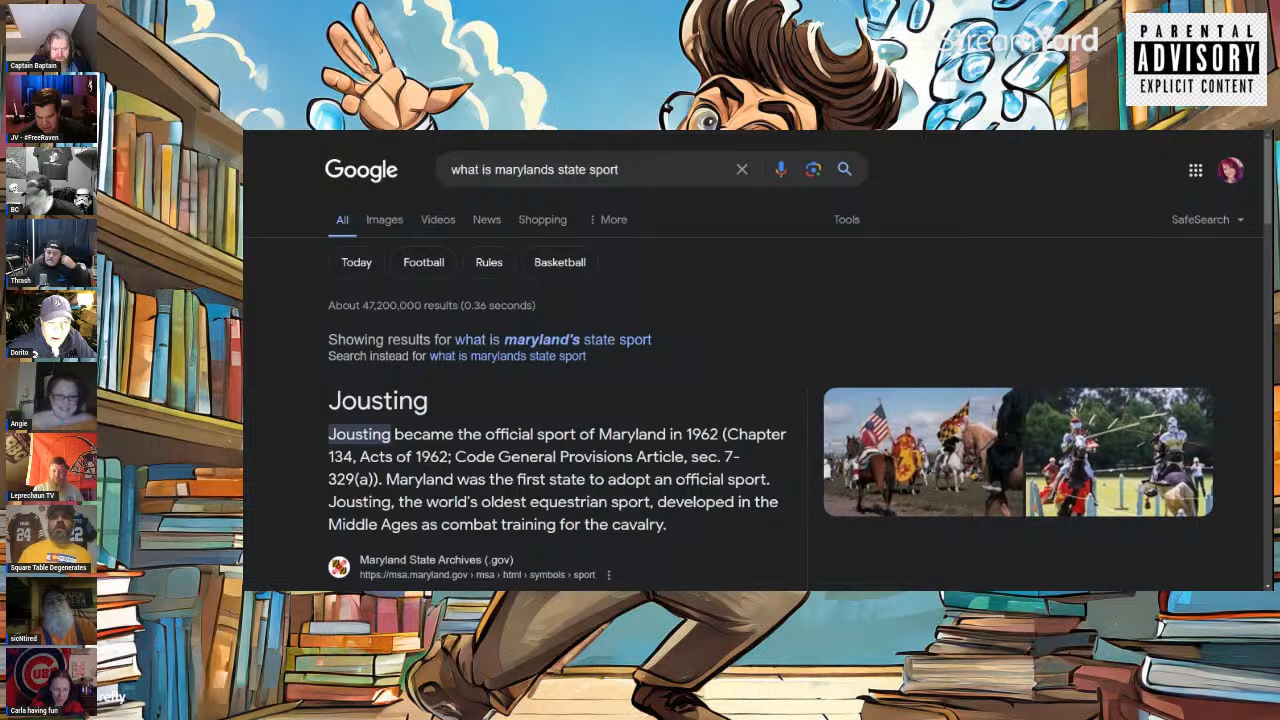 StreamYard
PARENTAL
ADVISORY
EXPLICIT CONTENT
Captain Baptain
JV - #FreeRaven
BC
Thrash
Dorito
Angie
Leprechaun TV
24
22
Square Table Degenerates
sicNtired
CUBS
Carla having fun
refly
Google
what is marylands state sport
All
Images
Videos
News
Shopping
More
Tools
SafeSearch
Today
Football
Rules
Basketball
About 47,200,000 results (0.36 seconds)
Showing results for what is maryland's state sport
Search instead for what is marylands state sport
Jousting
Jousting became the official sport of Maryland in 1962 (Chapter
134, Acts of 1962; Code General Provisions Article, sec. 7-
329(a)). Maryland was the first state to adopt an official sport.
Jousting, the world's oldest equestrian sport, developed in the
Middle Ages as combat training for the cavalry.
Maryland State Archives (.gov)
https://msa.maryland.gov › msa › html › symbols › sport